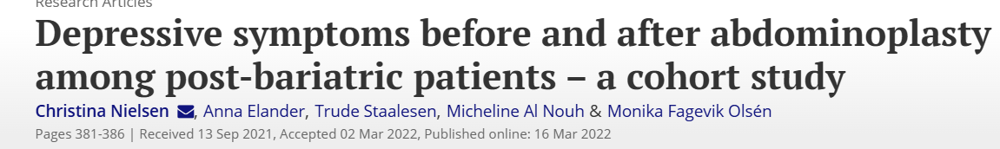 Research Articles
Depressive symptoms before and after abdominoplasty
among post-bariatric patients – a cohort study
Christina Nielsen, Anna Elander, Trude Staalesen, Micheline Al Nouh & Monika Fagevik Olsén
Pages 381-386 | Received 13 Sep 2021, Accepted 02 Mar 2022, Published online: 16 Mar 2022